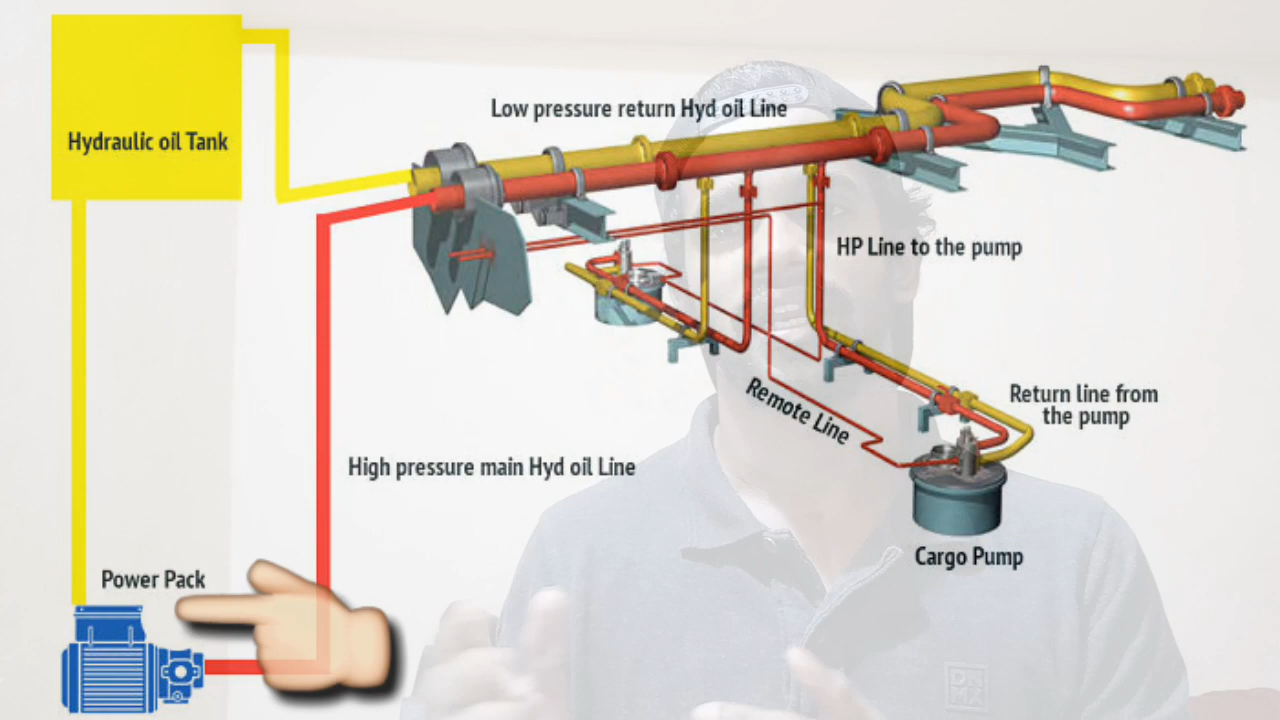 Low pressure return Hyd oil Line
Hydraulic oil Tank
HP Line to the pump
Remote Line
Return line from
the pump
High pressure main Hyd oil Line
Cargo Pump
Power Pack